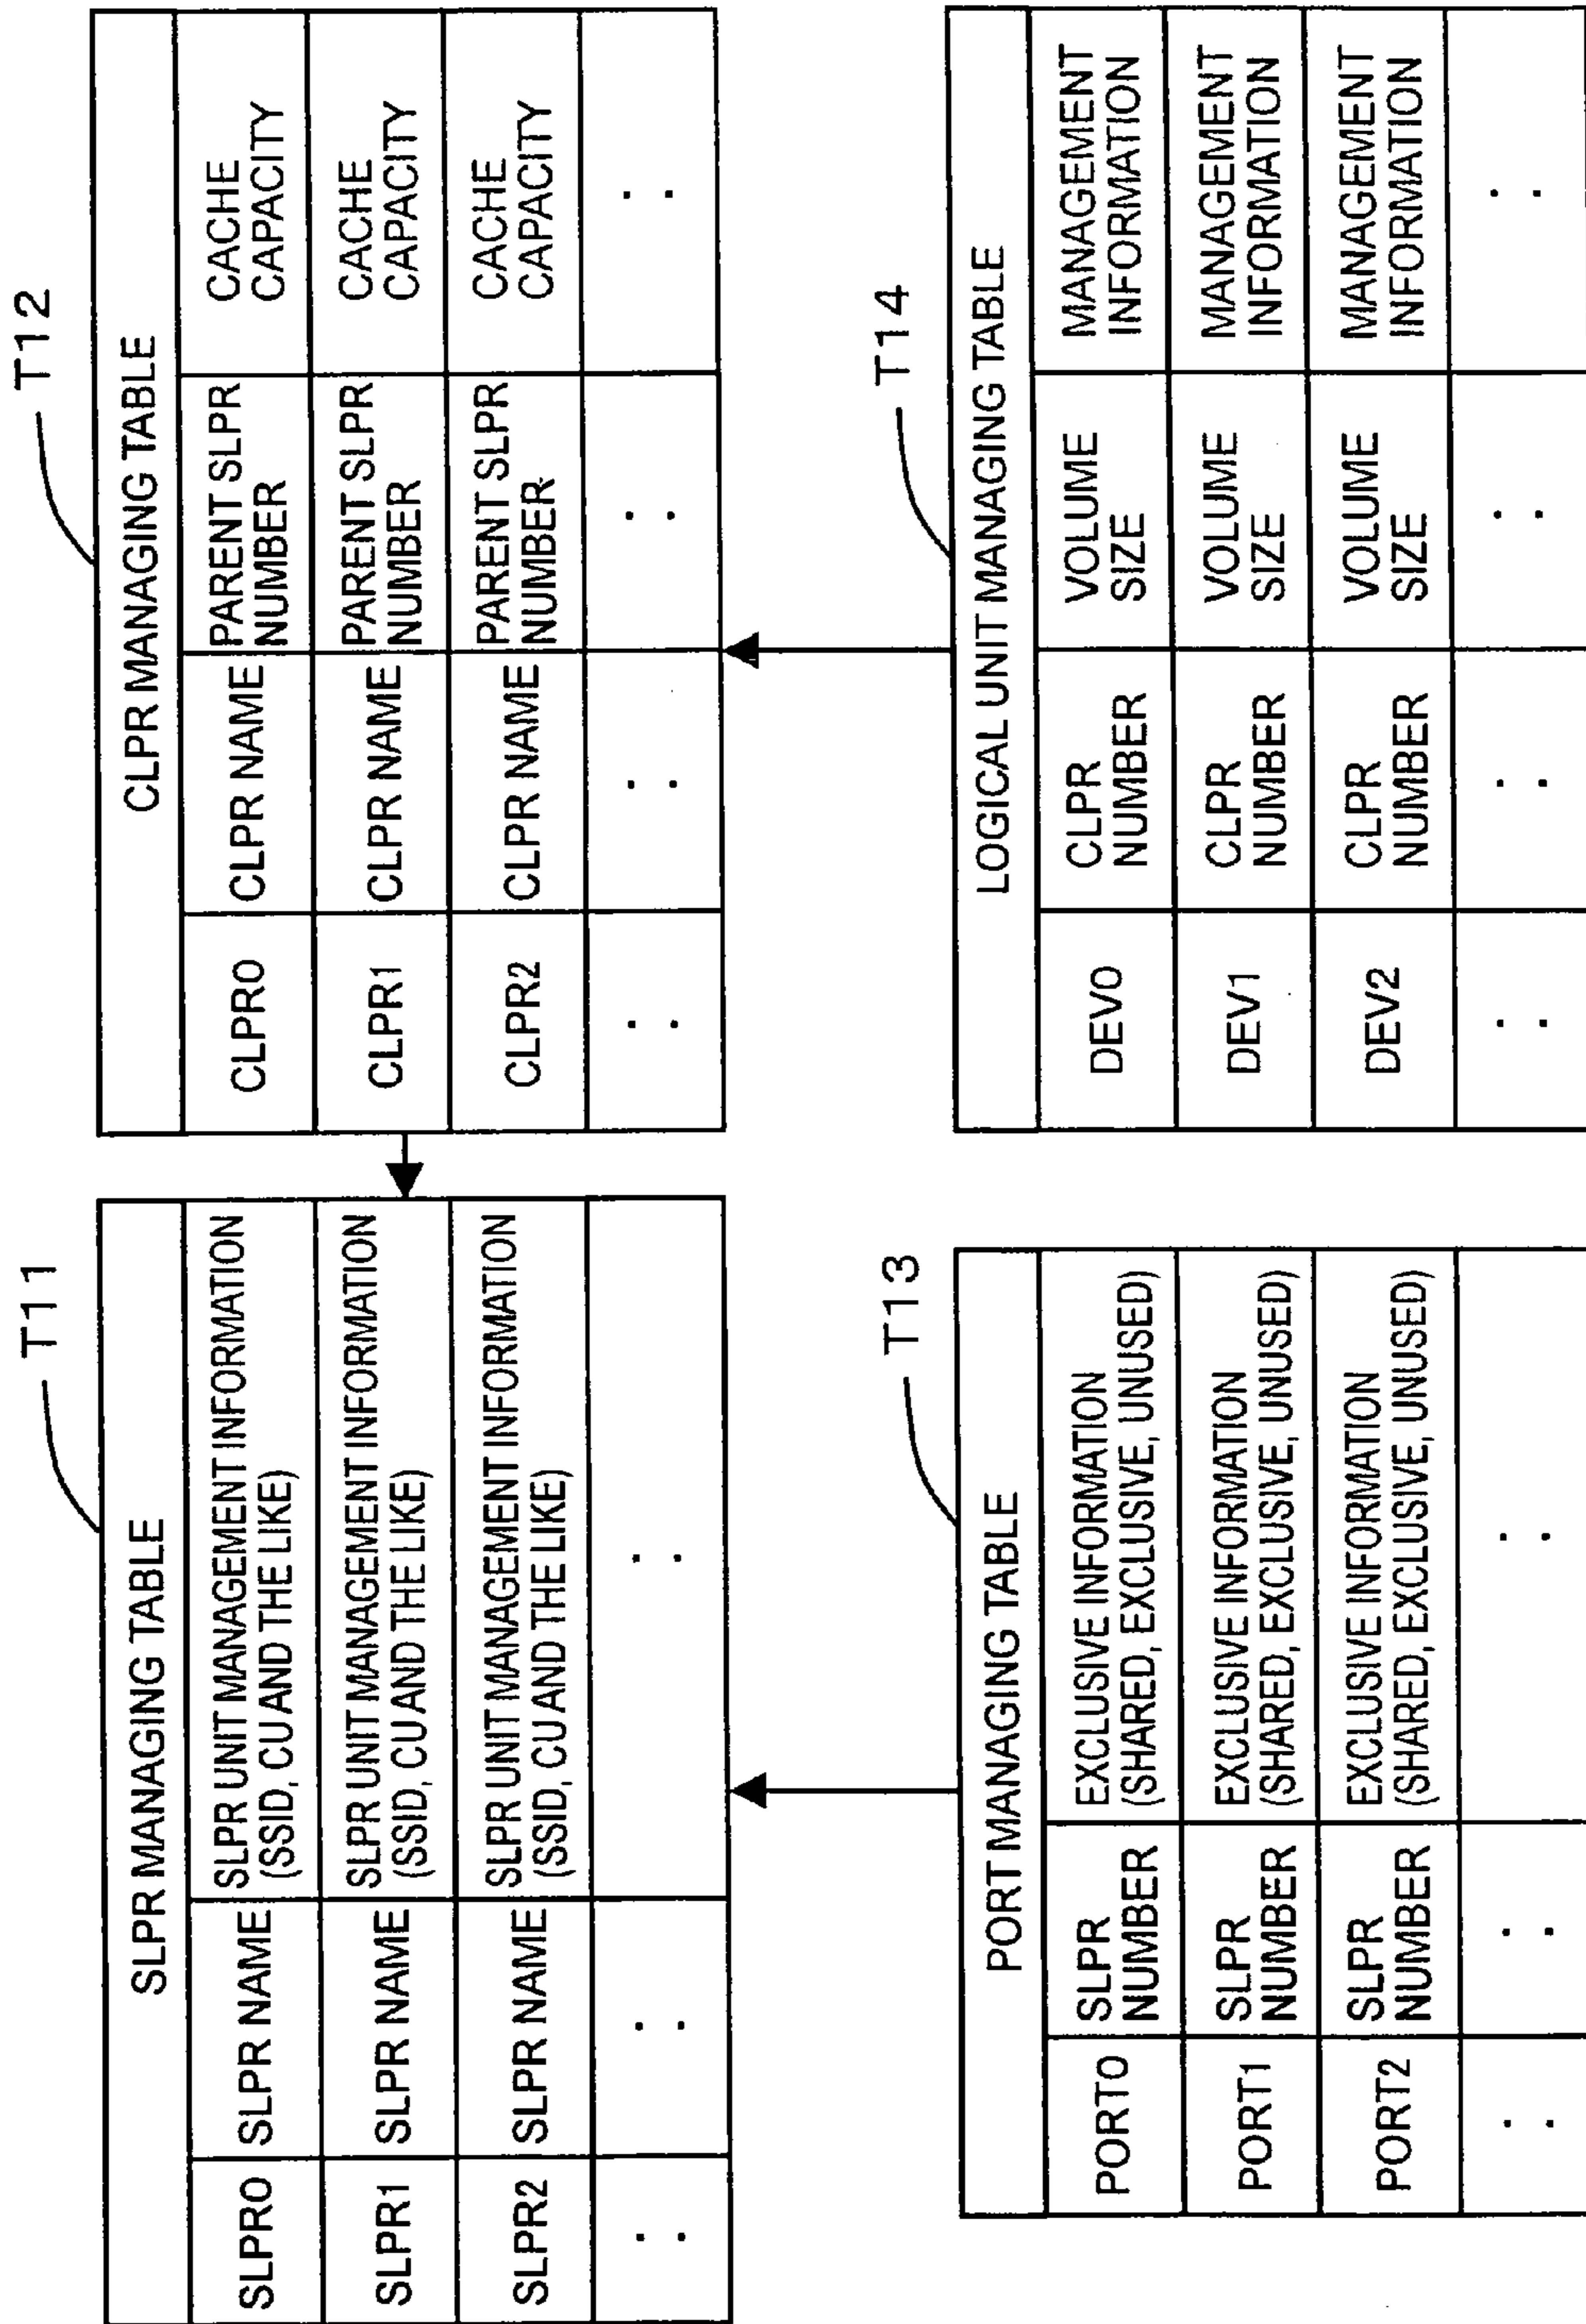 T11
SLPR MANAGING TABLE
SLPR0 SLPR NAME SLPR UNIT MANAGEMENT INFORMATION
(SSID, CU AND THE LIKE)
SLPR1 SLPR NAME SLPR UNIT MANAGEMENT INFORMATION
(SSID, CU AND THE LIKE)
SLPR2 SLPR NAME SLPR UNIT MANAGEMENT INFORMATION
(SSID, CU AND THE LIKE)
. . . . . .
T12
CLPR MANAGING TABLE
CLPR0 CLPR NAME PARENT SLPR
NUMBER
CACHE
CAPACITY
CLPR1 CLPR NAME PARENT SLPR
NUMBER
CACHE
CAPACITY
CLPR2 CLPR NAME PARENT SLPR
NUMBER
CACHE
CAPACITY
. . . . . . . .
T13
PORT MANAGING TABLE
PORT0
SLPR
NUMBER
EXCLUSIVE INFORMATION
(SHARED, EXCLUSIVE, UNUSED)
PORT1
SLPR
NUMBER
EXCLUSIVE INFORMATION
(SHARED, EXCLUSIVE, UNUSED)
PORT2
SLPR
NUMBER
EXCLUSIVE INFORMATION
(SHARED, EXCLUSIVE, UNUSED)
. . . . . .
T14
LOGICAL UNIT MANAGING TABLE
DEV0
CLPR
NUMBER
VOLUME
SIZE
MANAGEMENT
INFORMATION
DEV1
CLPR
NUMBER
VOLUME
SIZE
MANAGEMENT
INFORMATION
DEV2
CLPR
NUMBER
VOLUME
SIZE
MANAGEMENT
INFORMATION
. . . . . . . .